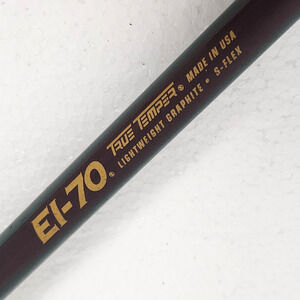 EI-70® TRUE TEMPER® MADE IN USA
LIGHTWEIGHT GRAPHITE • S-FLEX